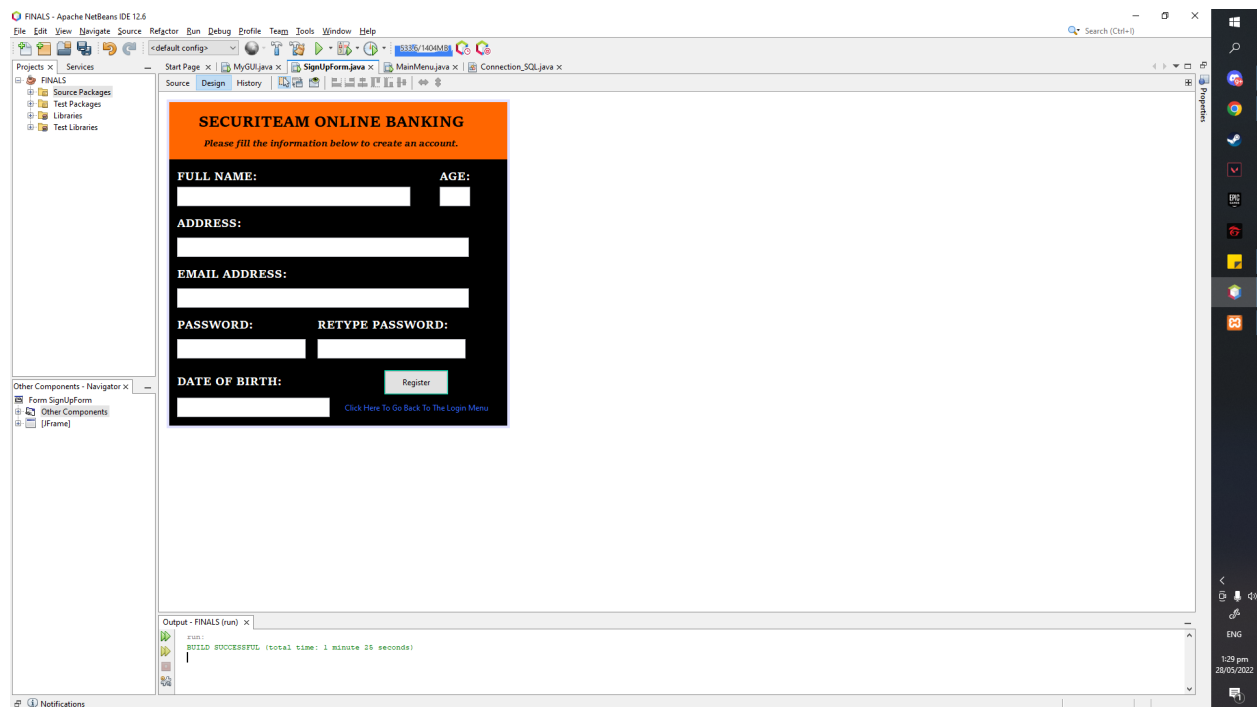 FINALS - Apache NetBeans IDE 12.6
File Edit View Navigate Source Refactor Run Debug Profile Team Tools Window Help
Search (Ctrl+I)
<default config>
/1404MB
Projects Services
Start Page MyGUI.java SignUpForm.java MainMenu.java Connection_SQL.java
Source Design History
FINALS
Source Packages
Test Packages
Libraries
Test Libraries
Properties
SECURITEAM ONLINE BANKING
Please fill the information below to create an account.
FULL NAME: AGE:
ADDRESS:
EMAIL ADDRESS:
PASSWORD: RETYPE PASSWORD:
DATE OF BIRTH:
Register
Click Here To Go Back To The Login Menu
Other Components - Navigator
Form SignUpForm
Other Components
[JFrame]
Output - FINALS (run)
run:
BUILD SUCCESSFUL (total time: 1 minute 25 seconds)
Notifications
EPIC
ENG
1:29 pm
28/05/2022